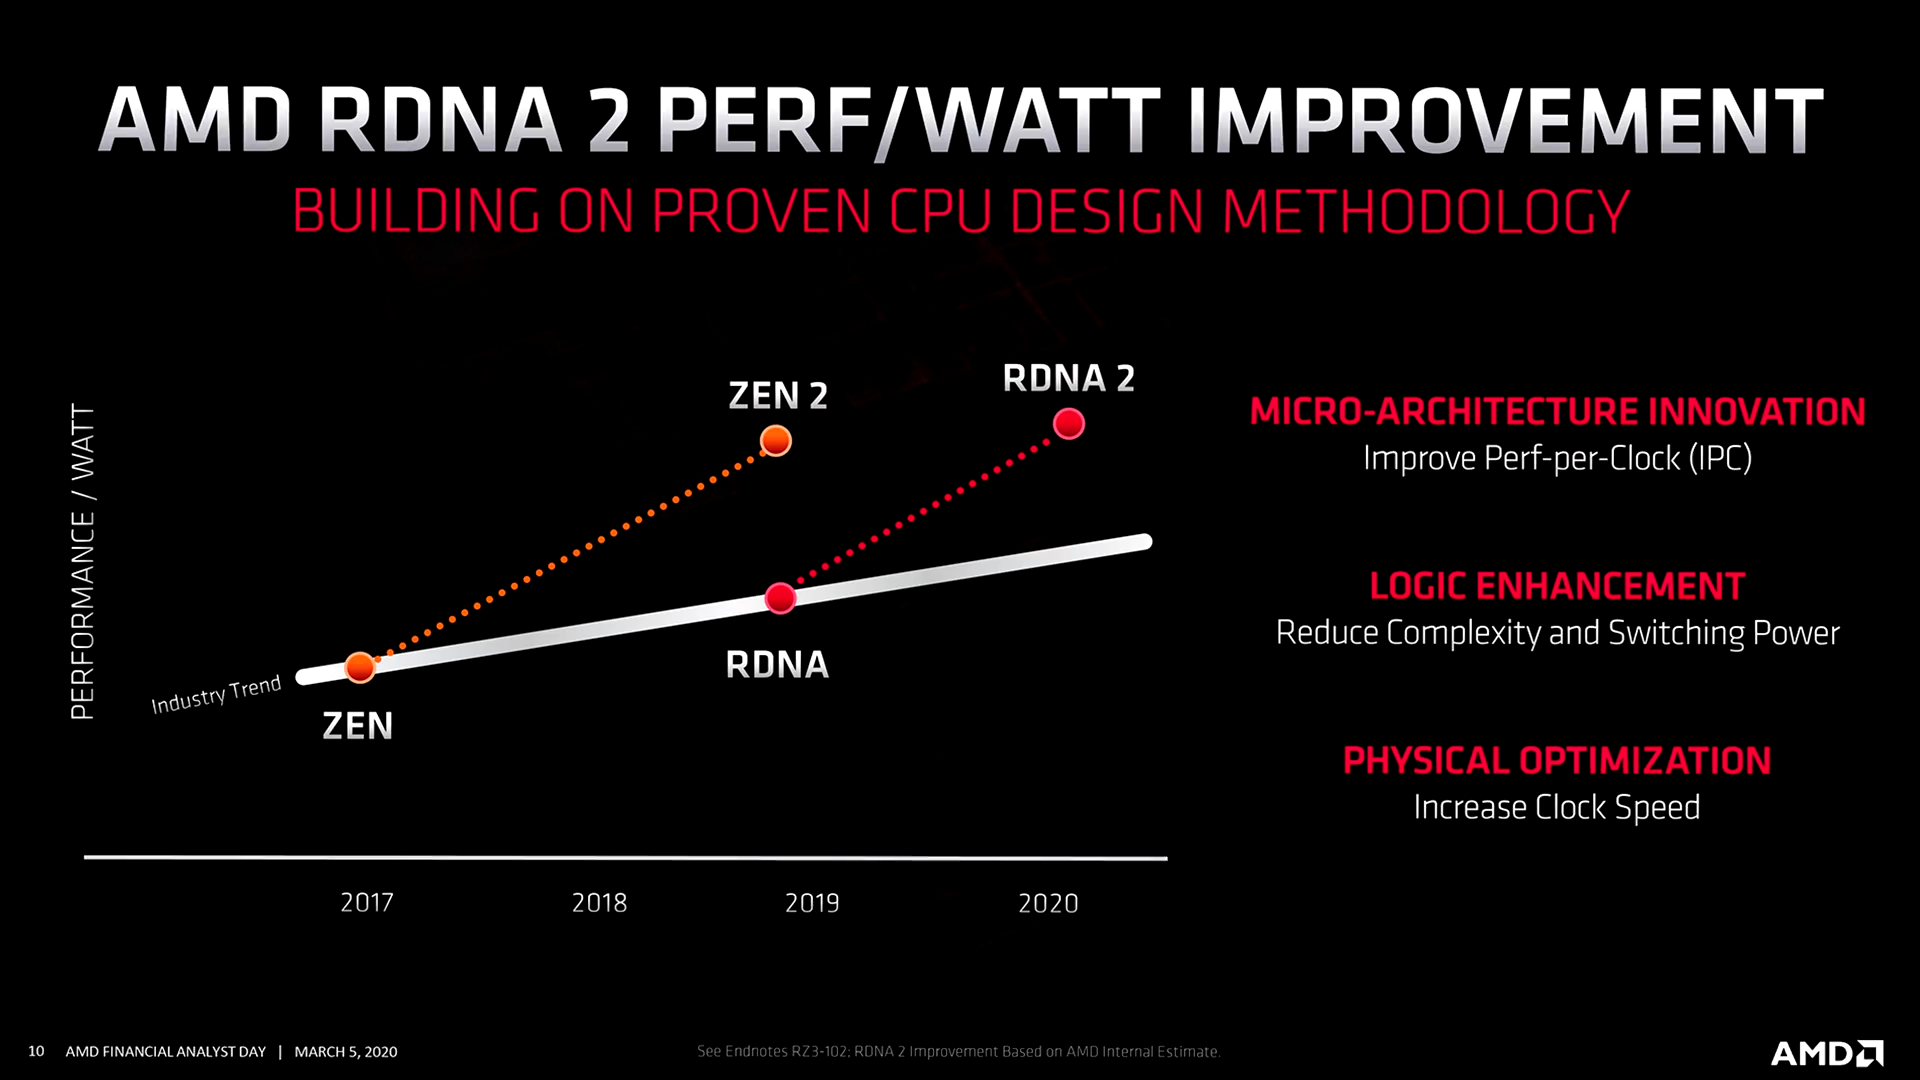 AMD RDNA 2 PERF/WATT IMPROVEMENT
BUILDING ON PROVEN CPU DESIGN METHODOLOGY
PERFORMANCE / WATT
ZEN 2
RDNA 2
RDNA
ZEN
Industry Trend
2017
2018
2019
2020
MICRO-ARCHITECTURE INNOVATION
Improve Perf-per-Clock (IPC)
LOGIC ENHANCEMENT
Reduce Complexity and Switching Power
PHYSICAL OPTIMIZATION
Increase Clock Speed
10 AMD FINANCIAL ANALYST DAY | MARCH 5, 2020
See Endnotes RZ3-102; RDNA 2 Improvement Based on AMD Internal Estimate.
AMD